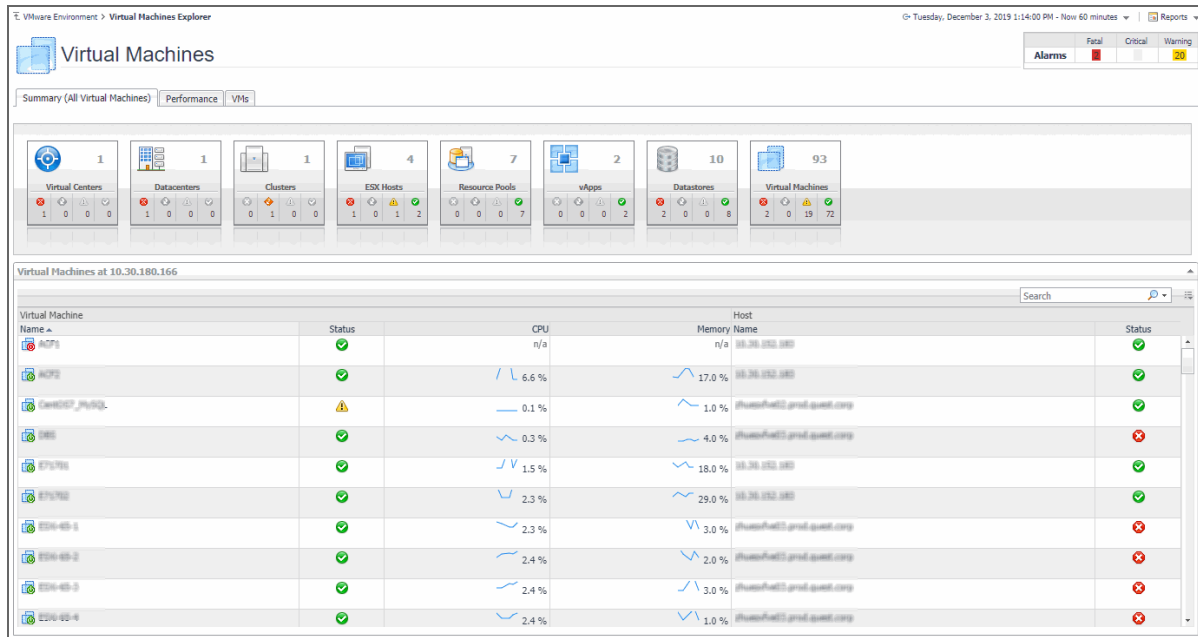 VMware Environment > Virtual Machines Explorer
Tuesday, December 3, 2019 1:14:00 PM - Now 60 minutes | Reports
Virtual Machines
Fatal Critical Warning
Alarms 2 20
Summary (All Virtual Machines) Performance VMs
1 1 1 4 7 2 10 93
Virtual Centers Datacenters Clusters ESX Hosts Resource Pools vApps Datastores Virtual Machines
1 0 0 0 1 0 0 0 0 1 0 0 1 0 1 2 0 0 0 7 0 0 0 2 2 0 0 8 2 0 19 72
Virtual Machines at 10.30.180.166
Search
Virtual Machine Host
Name Status CPU Memory Name Status
n/a n/a
6.6 % 17.0 %
0.1 % 1.0 %
0.3 % 4.0 %
1.5 % 18.0 %
2.3 % 29.0 %
2.3 % 3.0 %
2.4 % 2.0 %
2.4 % 3.0 %
2.4 % 1.0 %